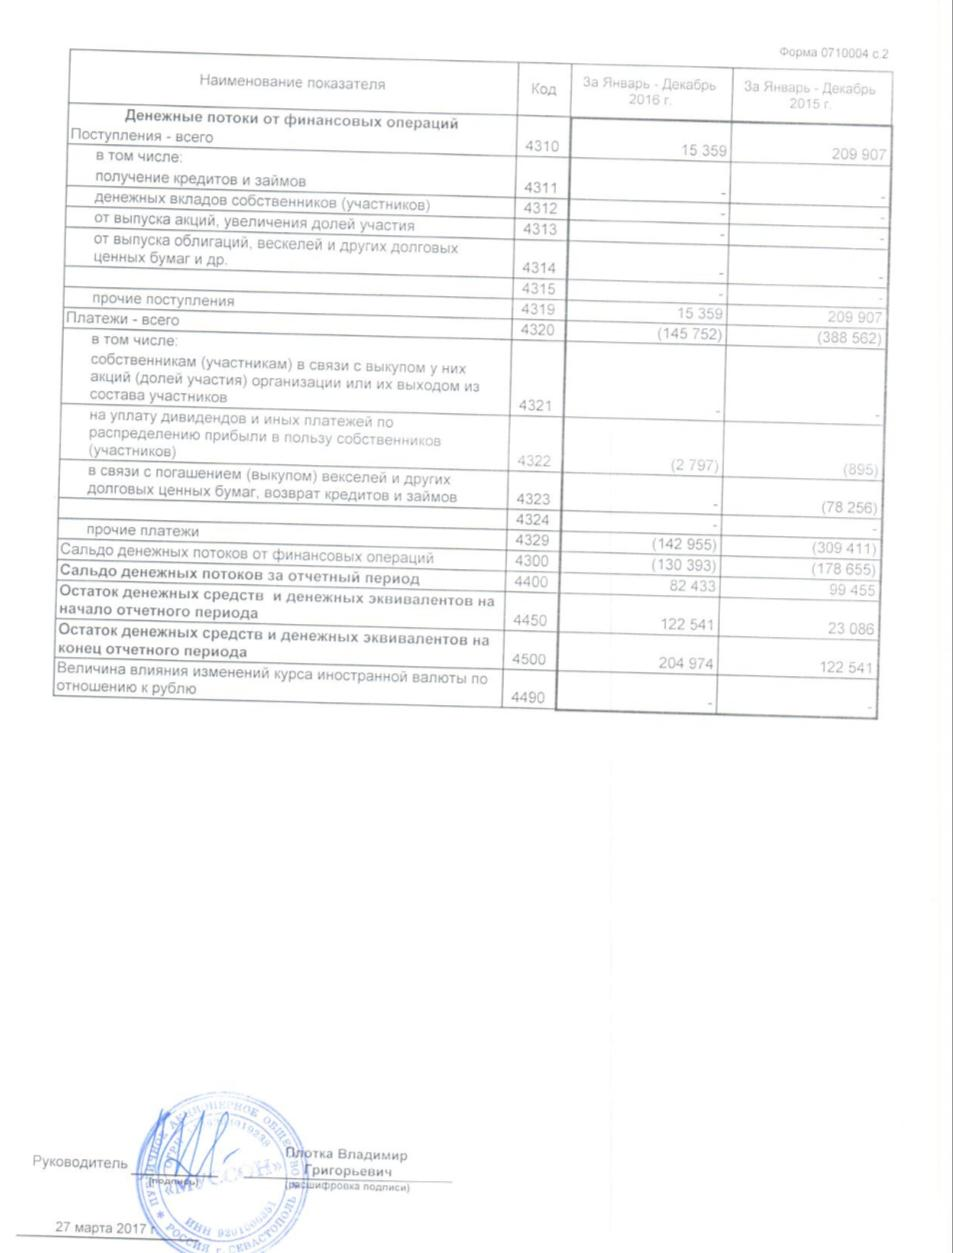 Форма 0710004 с.2
Наименование показателя Код За Январь - Декабрь 2016 г. За Январь - Декабрь 2015 г.
Денежные потоки от финансовых операций
Поступления - всего 4310 15 359 209 907
в том числе:
получение кредитов и займов 4311 - -
денежных вкладов собственников (участников) 4312 - -
от выпуска акций, увеличения долей участия 4313 - -
от выпуска облигаций, векселей и других долговых
ценных бумаг и др. 4314 - -
4315 - -
прочие поступления 4319 15 359 209 907
Платежи - всего 4320 (145 752) (388 562)
в том числе:
собственникам (участникам) в связи с выкупом у них
акций (долей участия) организации или их выходом из
состава участников 4321 - -
на уплату дивидендов и иных платежей по
распределению прибыли в пользу собственников
(участников) 4322 (2 797) (895)
в связи с погашением (выкупом) векселей и других
долговых ценных бумаг, возврат кредитов и займов 4323 - (78 256)
4324 - -
прочие платежи 4329 (142 955) (309 411)
Сальдо денежных потоков от финансовых операций 4300 (130 393) (178 655)
Сальдо денежных потоков за отчетный период 4400 82 433 99 455
Остаток денежных средств и денежных эквивалентов на
начало отчетного периода 4450 122 541 23 086
Остаток денежных средств и денежных эквивалентов на
конец отчетного периода 4500 204 974 122 541
Величина влияния изменений курса иностранной валюты по
отношению к рублю 4490 - -
Руководитель
(подпись)
Плотка Владимир
Григорьевич
(расшифровка подписи)
ПУБЛИЧНОЕ АКЦИОНЕРНОЕ ОБЩЕСТВО
ОГРН
«МУССОН»
ИНН
РОССИЯ г. СЕВАСТОПОЛЬ
27 марта 2017 г.